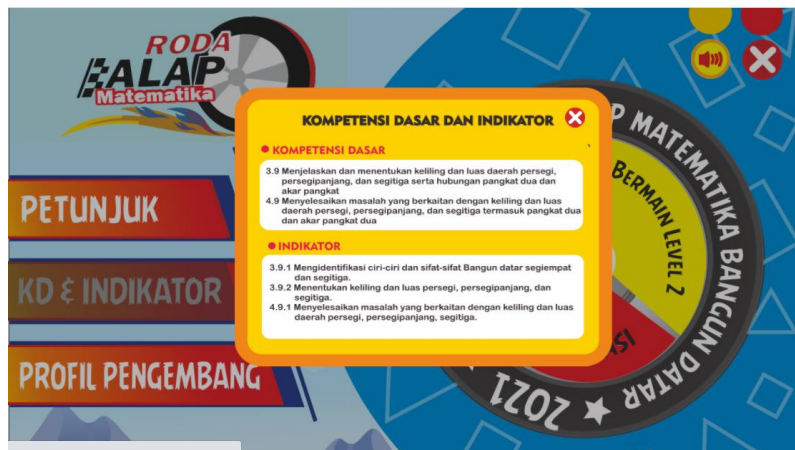 RODA
BALAP
Matematika
KOMPETENSI DASAR DAN INDIKATOR
KOMPETENSI DASAR
3.9 Menjelaskan dan menentukan keliling dan luas daerah persegi,
persegipanjang, dan segitiga serta hubungan pangkat dua dan
akar pangkat
4.9 Menyelesaikan masalah yang berkaitan dengan keliling dan luas
daerah persegi, persegipanjang, dan segitiga termasuk pangkat dua
dan akar pangkat dua
INDIKATOR
3.9.1 Mengidentifikasi ciri-ciri dan sifat-sifat Bangun datar segiempat
dan segitiga.
3.9.2 Menentukan keliling dan luas persegi, persegipanjang, dan
segitiga.
4.9.1 Menyelesaikan masalah yang berkaitan dengan keliling dan luas
daerah persegi, persegipanjang, segitiga.
PETUNJUK
KD & INDIKATOR
PROFIL PENGEMBANG
P MATEMATIKA BANGUN DATAR ★ 2021
BERMAIN LEVEL 2